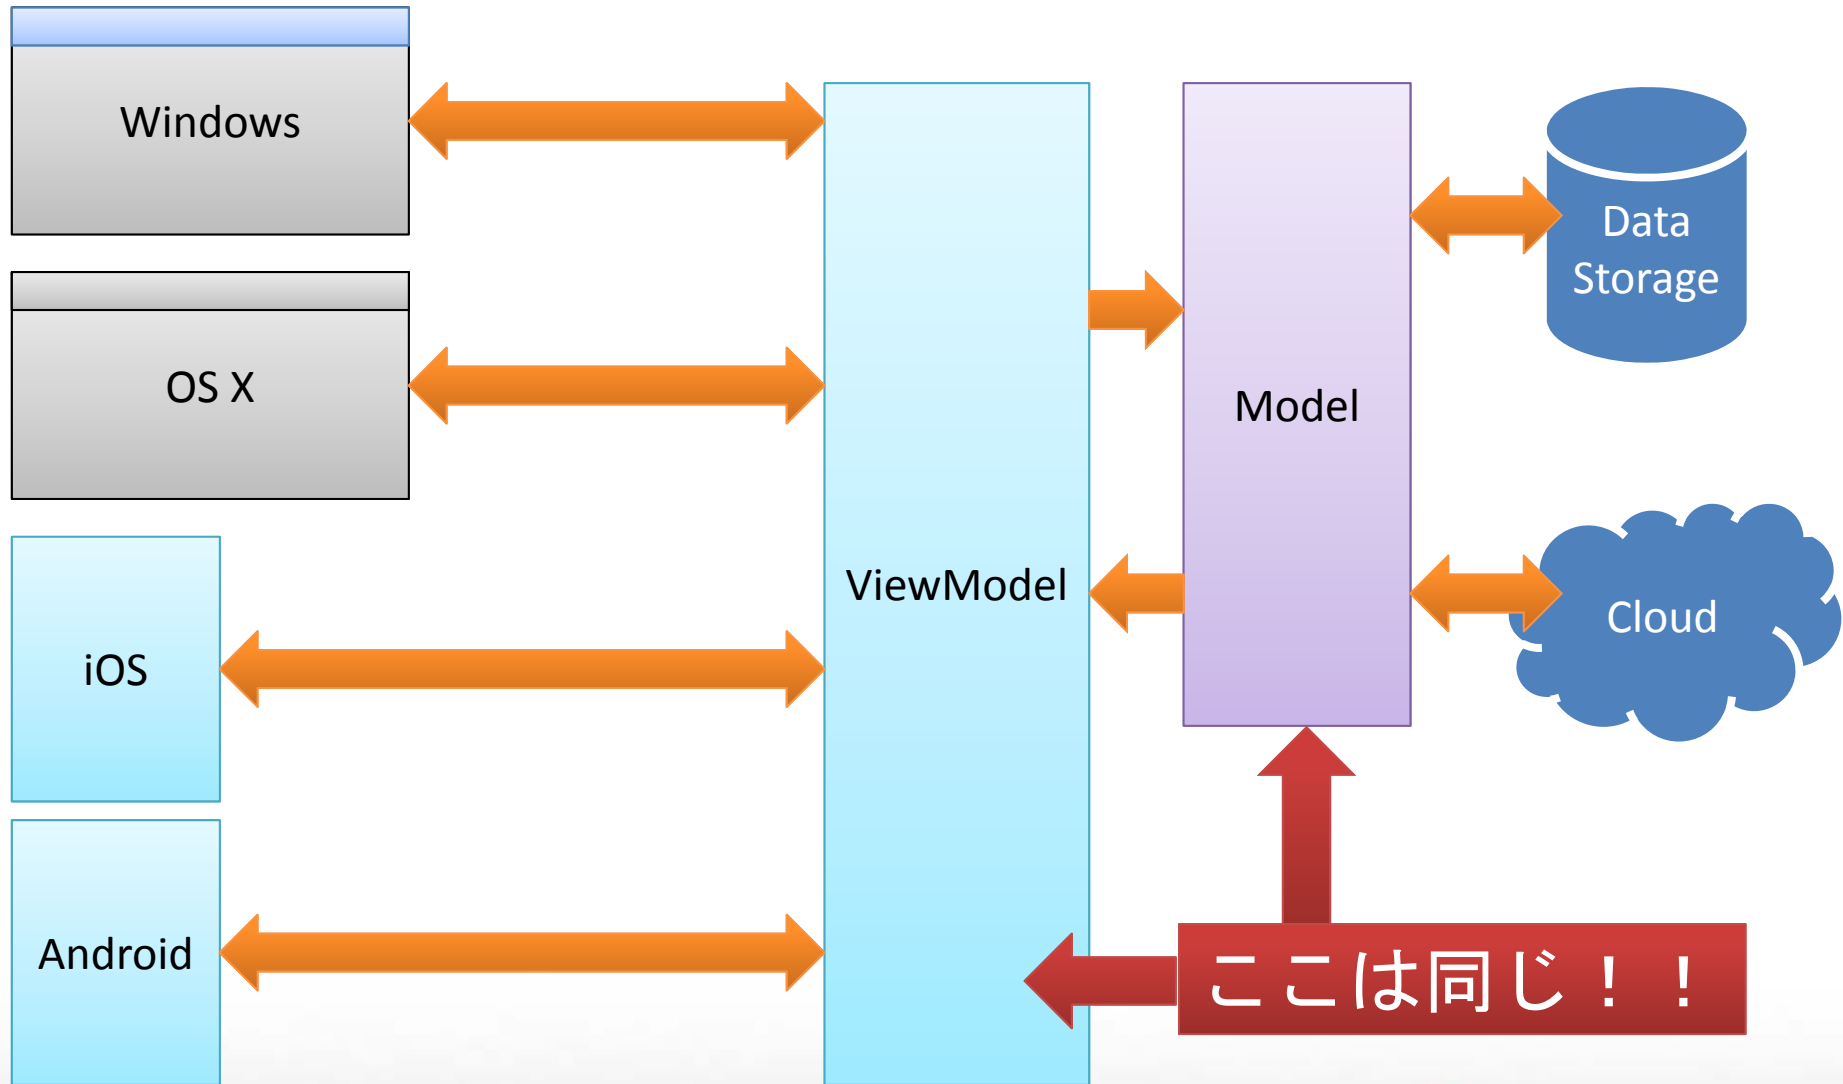 Windows
OS X
iOS
Android
ViewModel
Model
Data
Storage
Cloud
ここは同じ！！